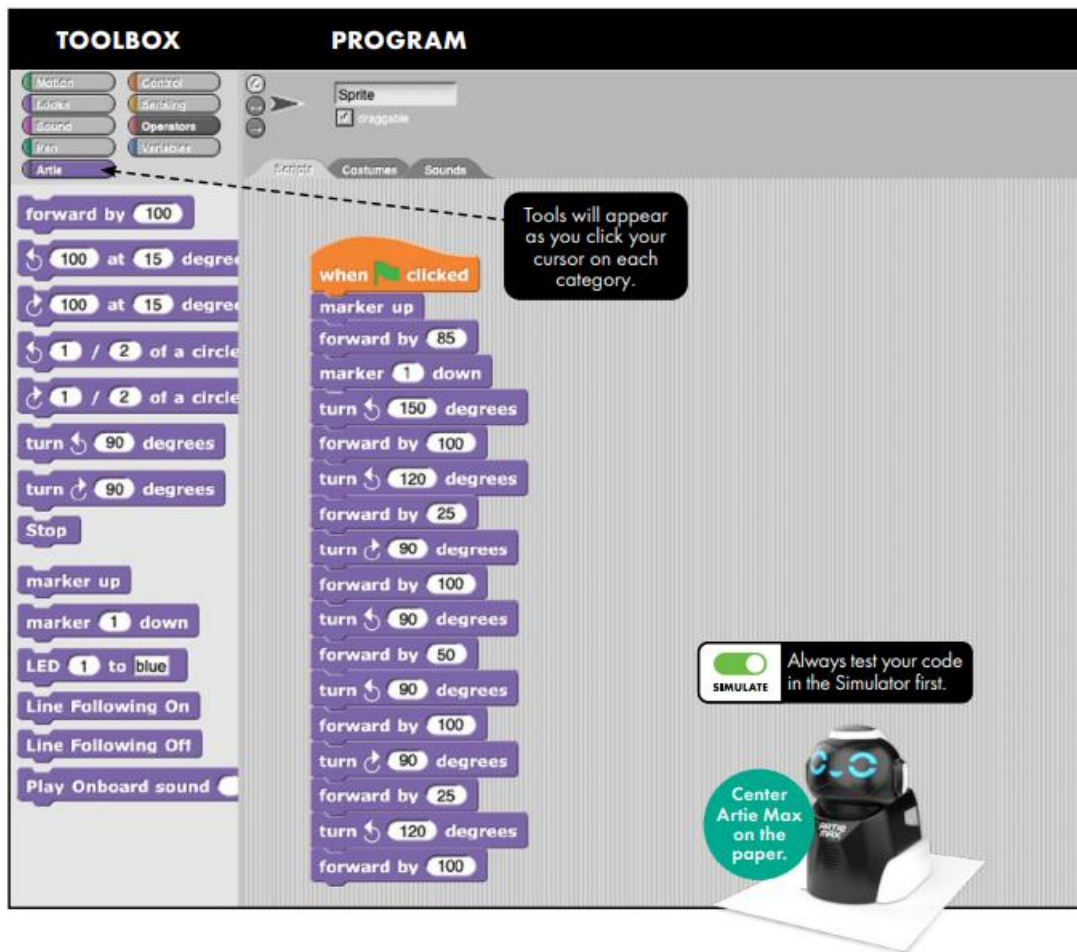 TOOLBOX
PROGRAM
Motion
Control
Looks
Sensing
Sound
Operators
Pen
Variables
Artie
Sprite
draggable
Scripts
Costumes
Sounds
Tools will appear
as you click your
cursor on each
category.
forward by 100
100 at 15 degree
100 at 15 degree
1 / 2 of a circle
1 / 2 of a circle
turn 90 degrees
turn 90 degrees
Stop
marker up
marker 1 down
LED 1 to blue
Line Following On
Line Following Off
Play Onboard sound
when clicked
marker up
forward by 85
marker 1 down
turn 150 degrees
forward by 100
turn 120 degrees
forward by 25
turn 90 degrees
forward by 100
turn 90 degrees
forward by 50
turn 90 degrees
forward by 100
turn 90 degrees
forward by 25
turn 120 degrees
forward by 100
SIMULATE
Always test your code
in the Simulator first.
Center
Artie Max
on the
paper.
ARTIE
MAX